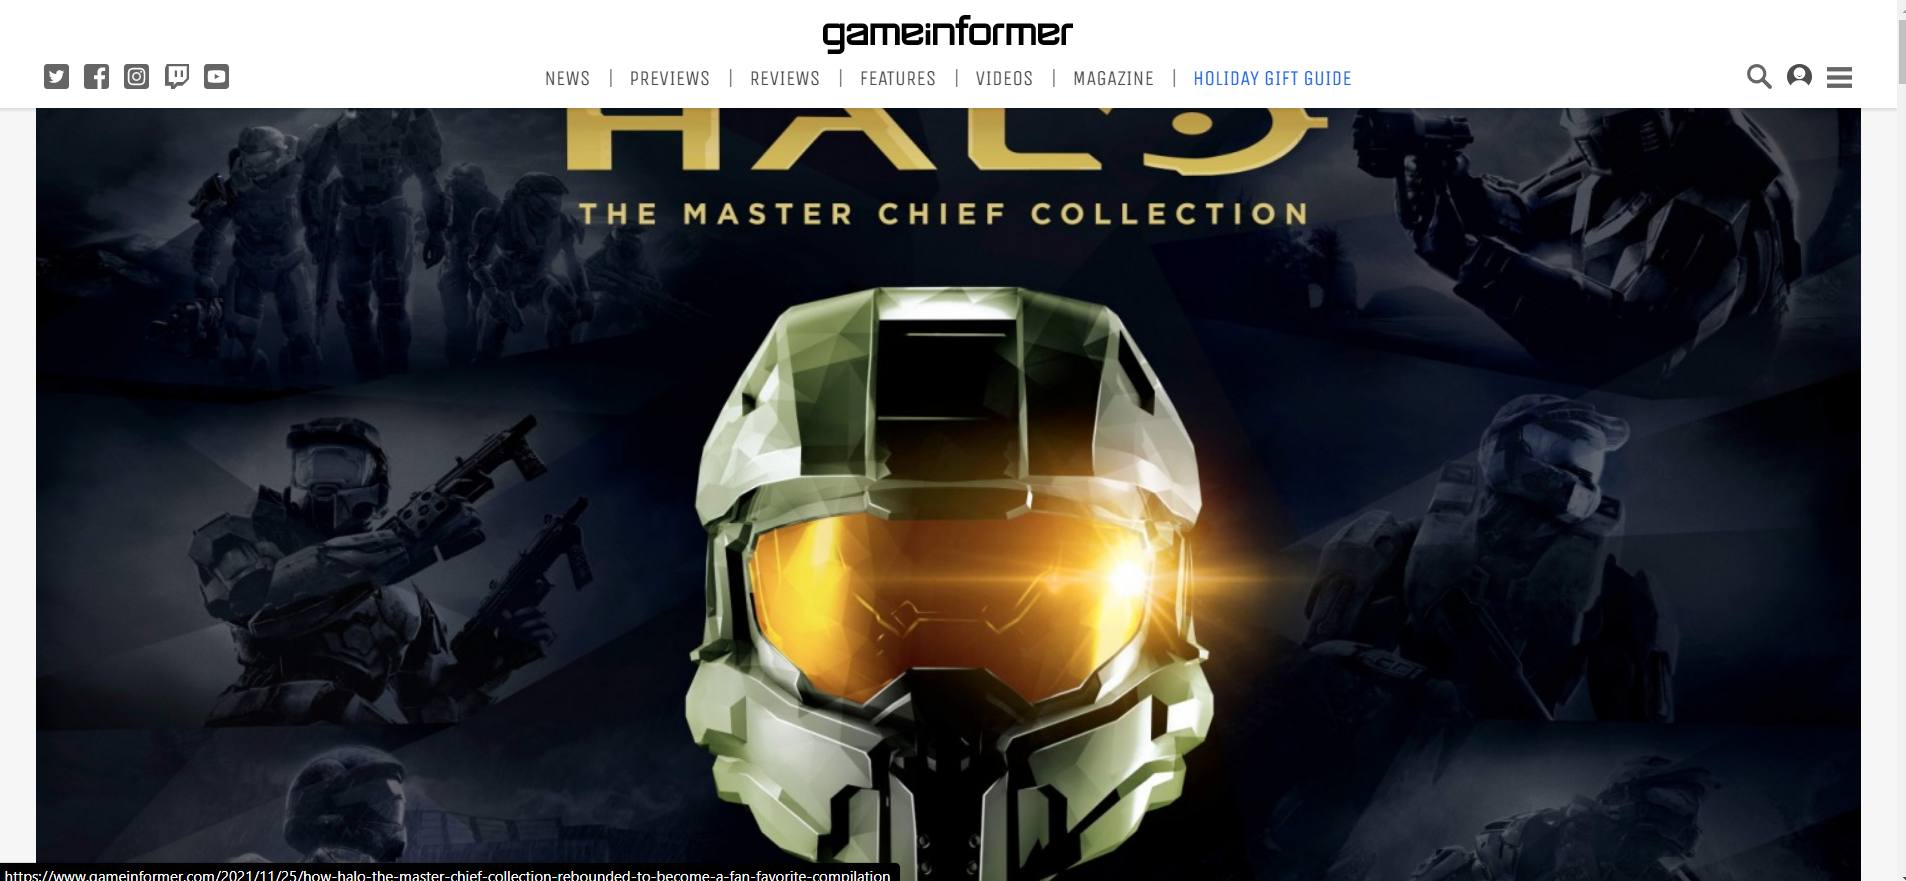 gameinformer
NEWS | PREVIEWS | REVIEWS | FEATURES | VIDEOS | MAGAZINE | HOLIDAY GIFT GUIDE
HALO
THE MASTER CHIEF COLLECTION
https://www.gameinformer.com/2021/11/25/how-halo-the-master-chief-collection-rebounded-to-become-a-fan-favorite-compilation